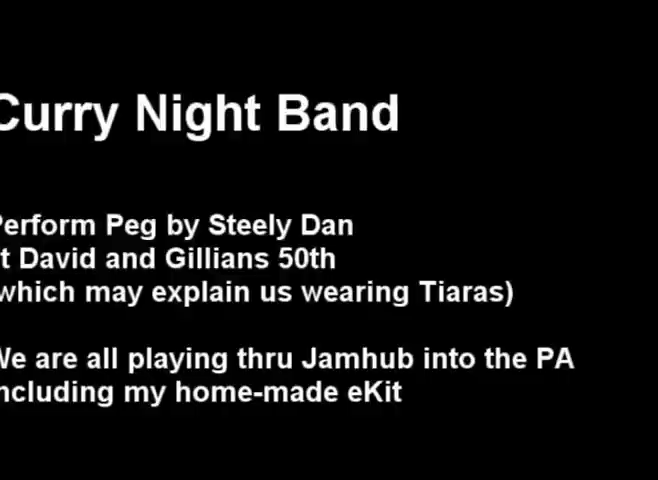 Curry Night Band
Perform Peg by Steely Dan
t David and Gillians 50th
(which may explain us wearing Tiaras)
We are all playing thru Jamhub into the PA
ncluding my home-made eKit